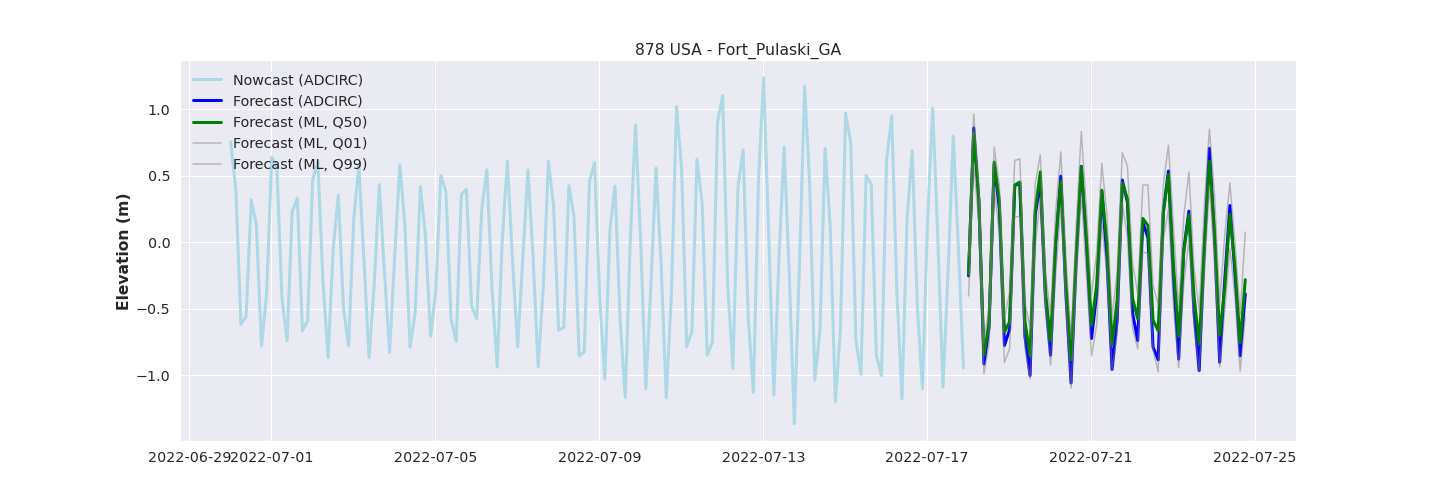 878 USA - Fort_Pulaski_GA
Nowcast (ADCIRC)
Forecast (ADCIRC)
Forecast (ML, Q50)
Forecast (ML, Q01)
Forecast (ML, Q99)
Elevation (m)
1.0
0.5
0.0
−0.5
−1.0
2022-06-29 2022-07-01 2022-07-05 2022-07-09 2022-07-13 2022-07-17 2022-07-21 2022-07-25